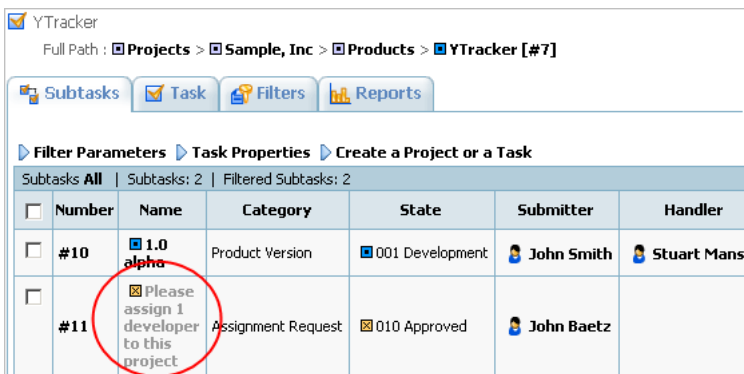 YTracker
Full Path : Projects > Sample, Inc > Products > YTracker [#7]
Subtasks Task Filters Reports
Filter Parameters Task Properties Create a Project or a Task
Subtasks All | Subtasks: 2 | Filtered Subtasks: 2
Number Name Category State Submitter Handler
#10 1.0 alpha Product Version 001 Development John Smith Stuart Mans
#11 Please assign 1 developer to this project Assignment Request 010 Approved John Baetz